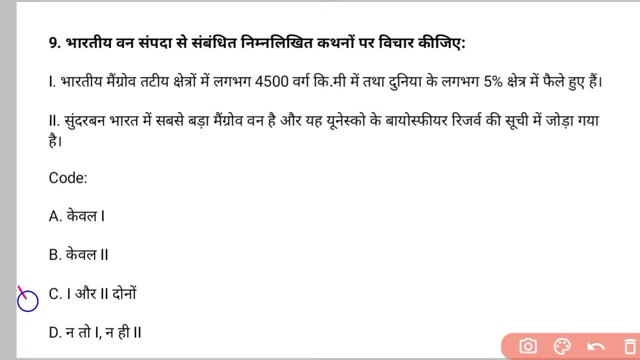 9. भारतीय वन संपदा से संबंधित निम्नलिखित कथनों पर विचार कीजिए:
I. भारतीय मैंग्रोव तटीय क्षेत्रों में लगभग 4500 वर्ग कि.मी में तथा दुनिया के लगभग 5% क्षेत्र में फैले हुए हैं।
II. सुंदरबन भारत में सबसे बड़ा मैंग्रोव वन है और यह यूनेस्को के बायोस्फीयर रिजर्व की सूची में जोड़ा गया
है।
Code:
A. केवल I
B. केवल II
C. I और II दोनों
D. न तो I, न ही II